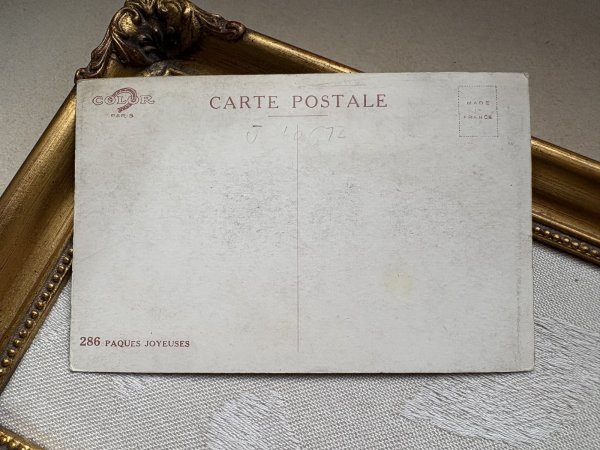 COLOR
PARIS
CARTE POSTALE
MADE
IN
FRANCE
286 PAQUES JOYEUSES